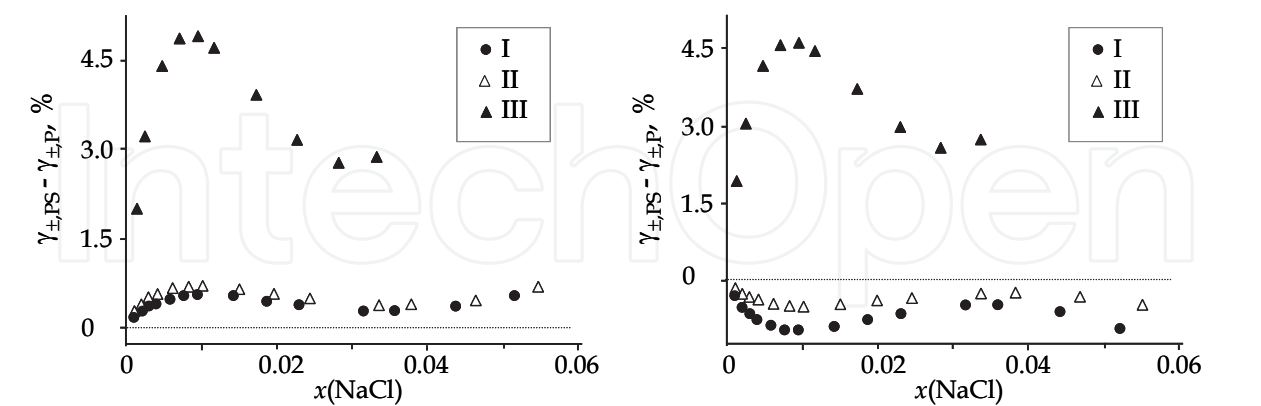 γ±,PS - γ±,P, %
4.5
3.0
1.5
0
0
0.02
0.04
0.06
x(NaCl)
I
II
III
γ±,PS - γ±,P, %
4.5
3.0
1.5
0
0
0.02
0.04
0.06
x(NaCl)
I
II
III
IntechOpen